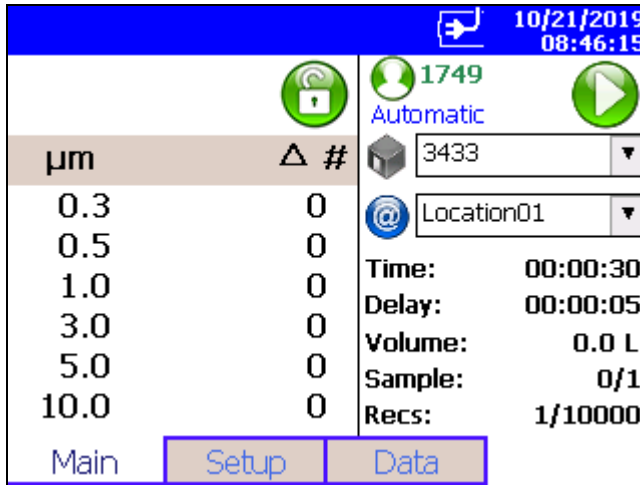 10/21/2019
08:46:15
1749
Automatic
3433
Location01
µm Δ #
0.3 0
0.5 0
1.0 0
3.0 0
5.0 0
10.0 0
Time: 00:00:30
Delay: 00:00:05
Volume: 0.0 L
Sample: 0/1
Recs: 1/10000
Main Setup Data